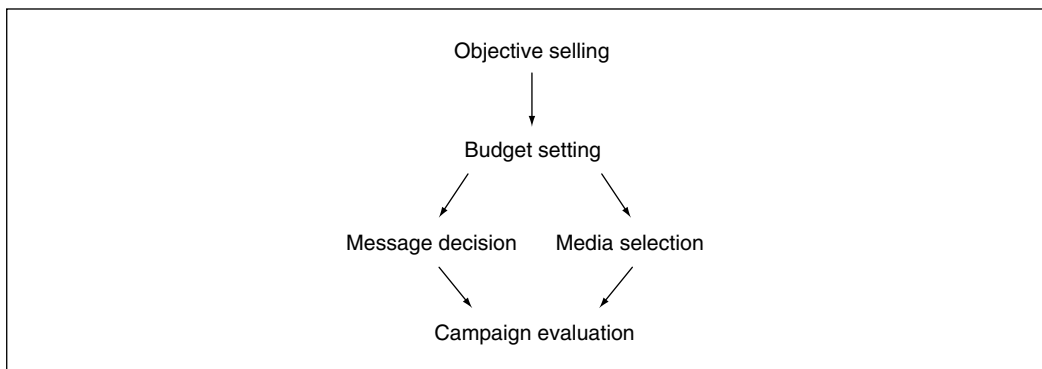 Objective selling
Budget setting
Message decision
Media selection
Campaign evaluation